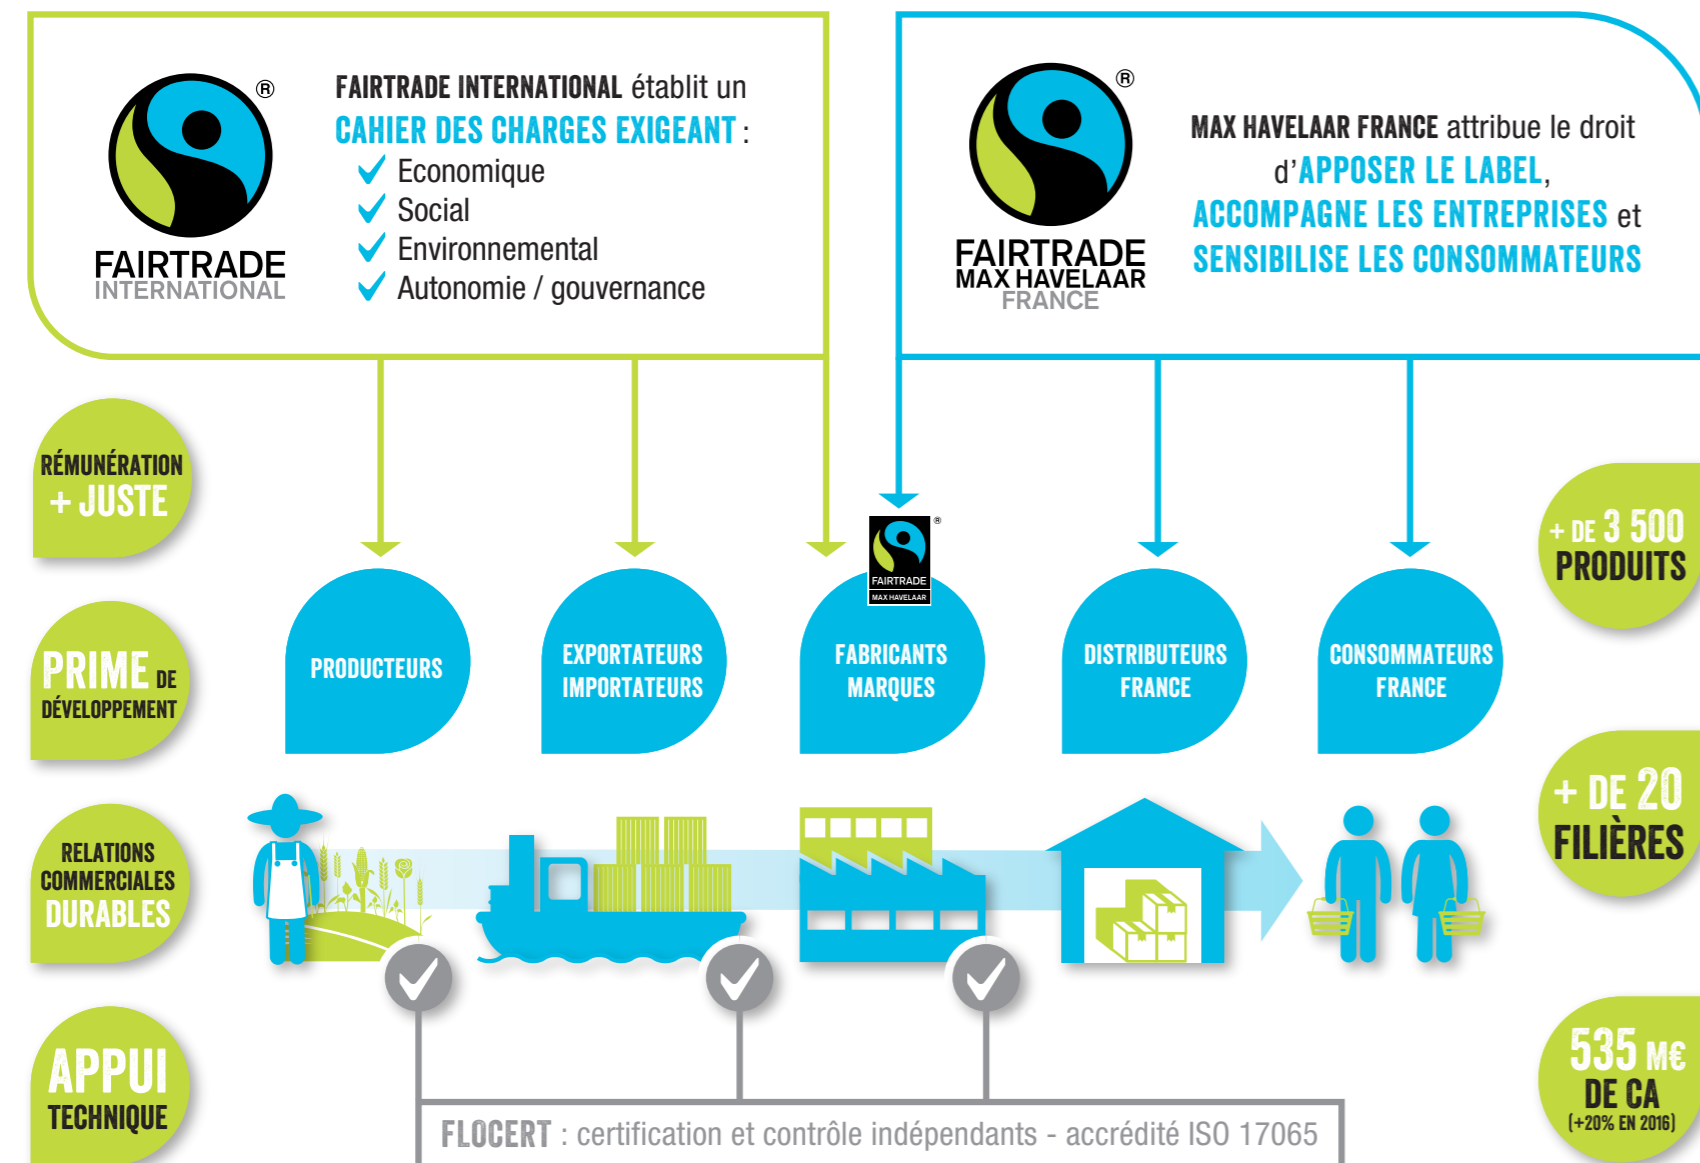 ®
FAIRTRADE
INTERNATIONAL
FAIRTRADE INTERNATIONAL établit un
CAHIER DES CHARGES EXIGEANT :
Economique
Social
Environnemental
Autonomie / gouvernance
®
FAIRTRADE
MAX HAVELAAR
FRANCE
MAX HAVELAAR FRANCE attribue le droit
d'APPOSER LE LABEL,
ACCOMPAGNE LES ENTREPRISES et
SENSIBILISE LES CONSOMMATEURS
RÉMUNÉRATION
+ JUSTE
PRIME DE
DÉVELOPPEMENT
RELATIONS
COMMERCIALES
DURABLES
APPUI
TECHNIQUE
PRODUCTEURS
EXPORTATEURS
IMPORTATEURS
®
FAIRTRADE
MAX HAVELAAR
FABRICANTS
MARQUES
DISTRIBUTEURS
FRANCE
CONSOMMATEURS
FRANCE
+ DE 3 500
PRODUITS
+ DE 20
FILIÈRES
535 M€
DE CA
(+20% EN 2016)
FLOCERT : certification et contrôle indépendants - accrédité ISO 17065